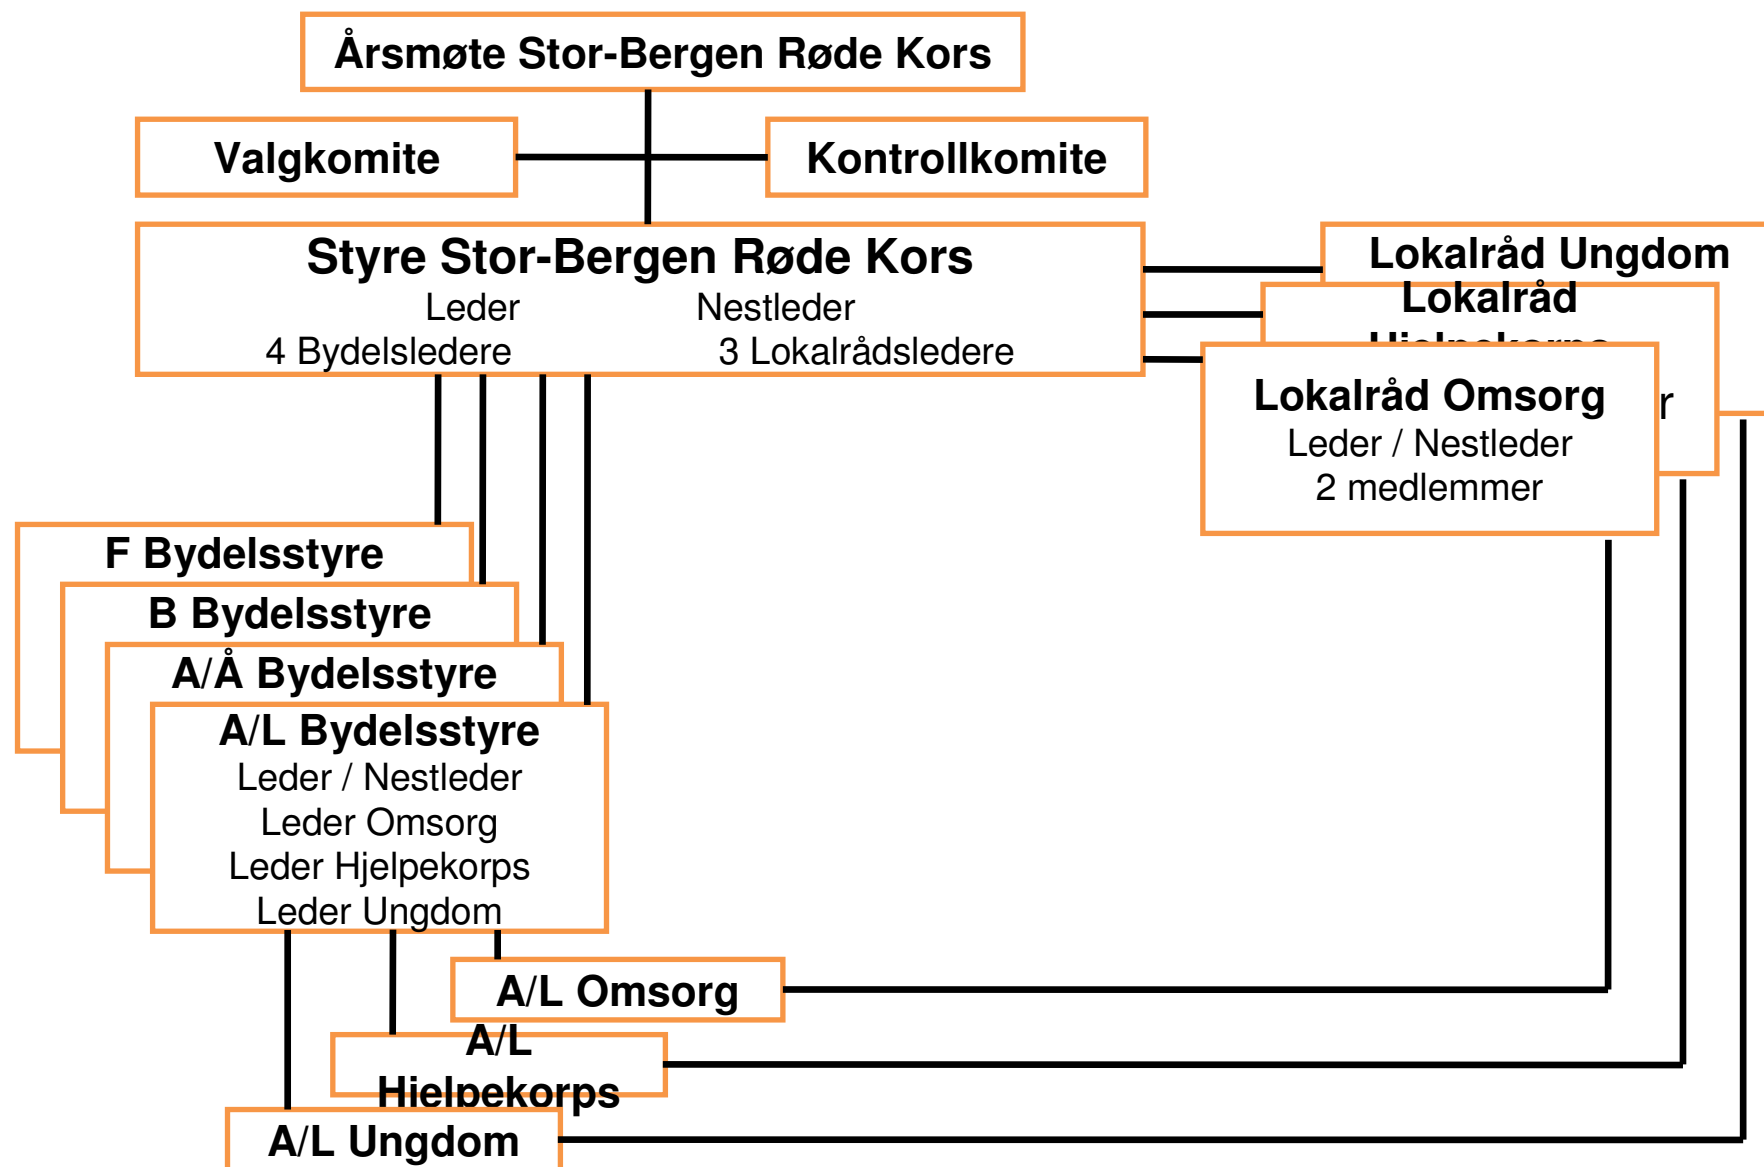 Årsmøte Stor-Bergen Røde Kors
Valgkomite
Kontrollkomite
Styre Stor-Bergen Røde Kors
Leder Nestleder
4 Bydelsledere 3 Lokalrådsledere
Lokalråd Ungdom
Lokalråd
Hjelpekorps
r
Lokalråd Omsorg
Leder / Nestleder
2 medlemmer
F Bydelsstyre
B Bydelsstyre
A/Å Bydelsstyre
A/L Bydelsstyre
Leder / Nestleder
Leder Omsorg
Leder Hjelpekorps
Leder Ungdom
A/L Omsorg
A/L
Hjelpekorps
A/L Ungdom